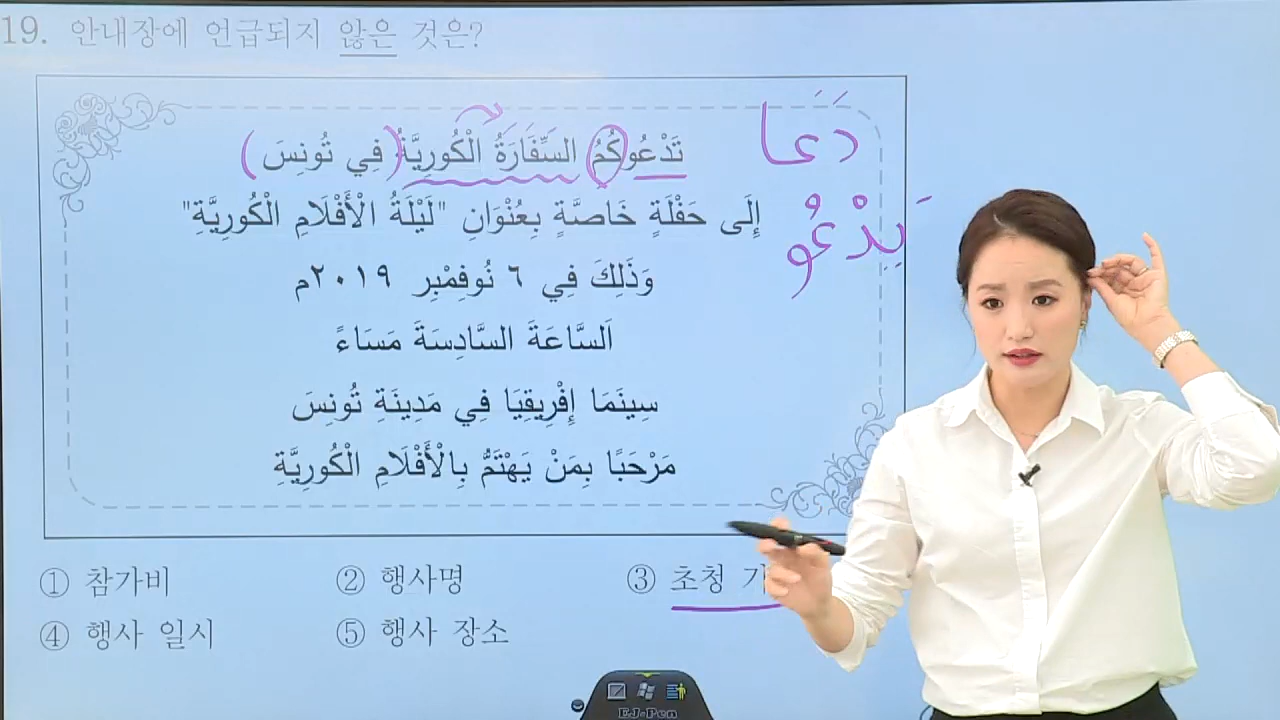 19. 안내장에 언급되지 않은 것은?
تَدْعُوكُمُ السِّفَارَةُ الْكُورِيَّةُ (فِي تُونِسَ)
إِلَى حَفْلَةٍ خَاصَّةٍ بِعُنْوَانِ "لَيْلَةُ الْأَفْلَامِ الْكُورِيَّةِ"
وَذَلِكَ فِي ٦ نُوفِمْبِر ٢٠١٩م
اَلسَّاعَةَ السَّادِسَةَ مَسَاءً
سِينَمَا إِفْرِيقِيَا فِي مَدِينَةِ تُونِسَ
مَرْحَبًا بِمَنْ يَهْتَمُّ بِالْأَفْلَامِ الْكُورِيَّةِ
دَعَا
يَدْعُو
① 참가비 ② 행사명 ③ 초청 기
④ 행사 일시 ⑤ 행사 장소
EJ-Pen